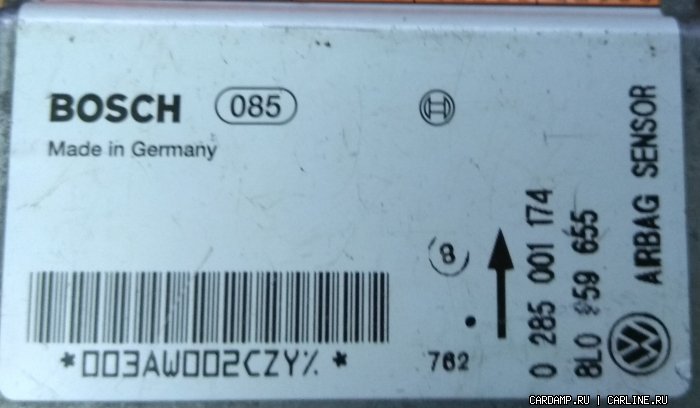 BOSCH 085
Made in Germany
8
*003AW002CZY%*
762
0 285 001 174
8L0 959 655
AIRBAG SENSOR
CARDAMP.RU | CARLINE.RU